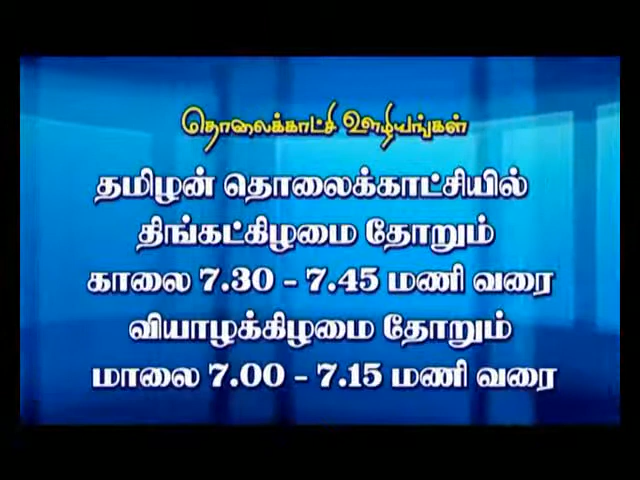 தொலைக்காட்சி ஊழியங்கள்
தமிழன் தொலைக்காட்சியில்
திங்கட்கிழமை தோறும்
காலை 7.30 - 7.45 மணி வரை
வியாழக்கிழமை தோறும்
மாலை 7.00 - 7.15 மணி வரை